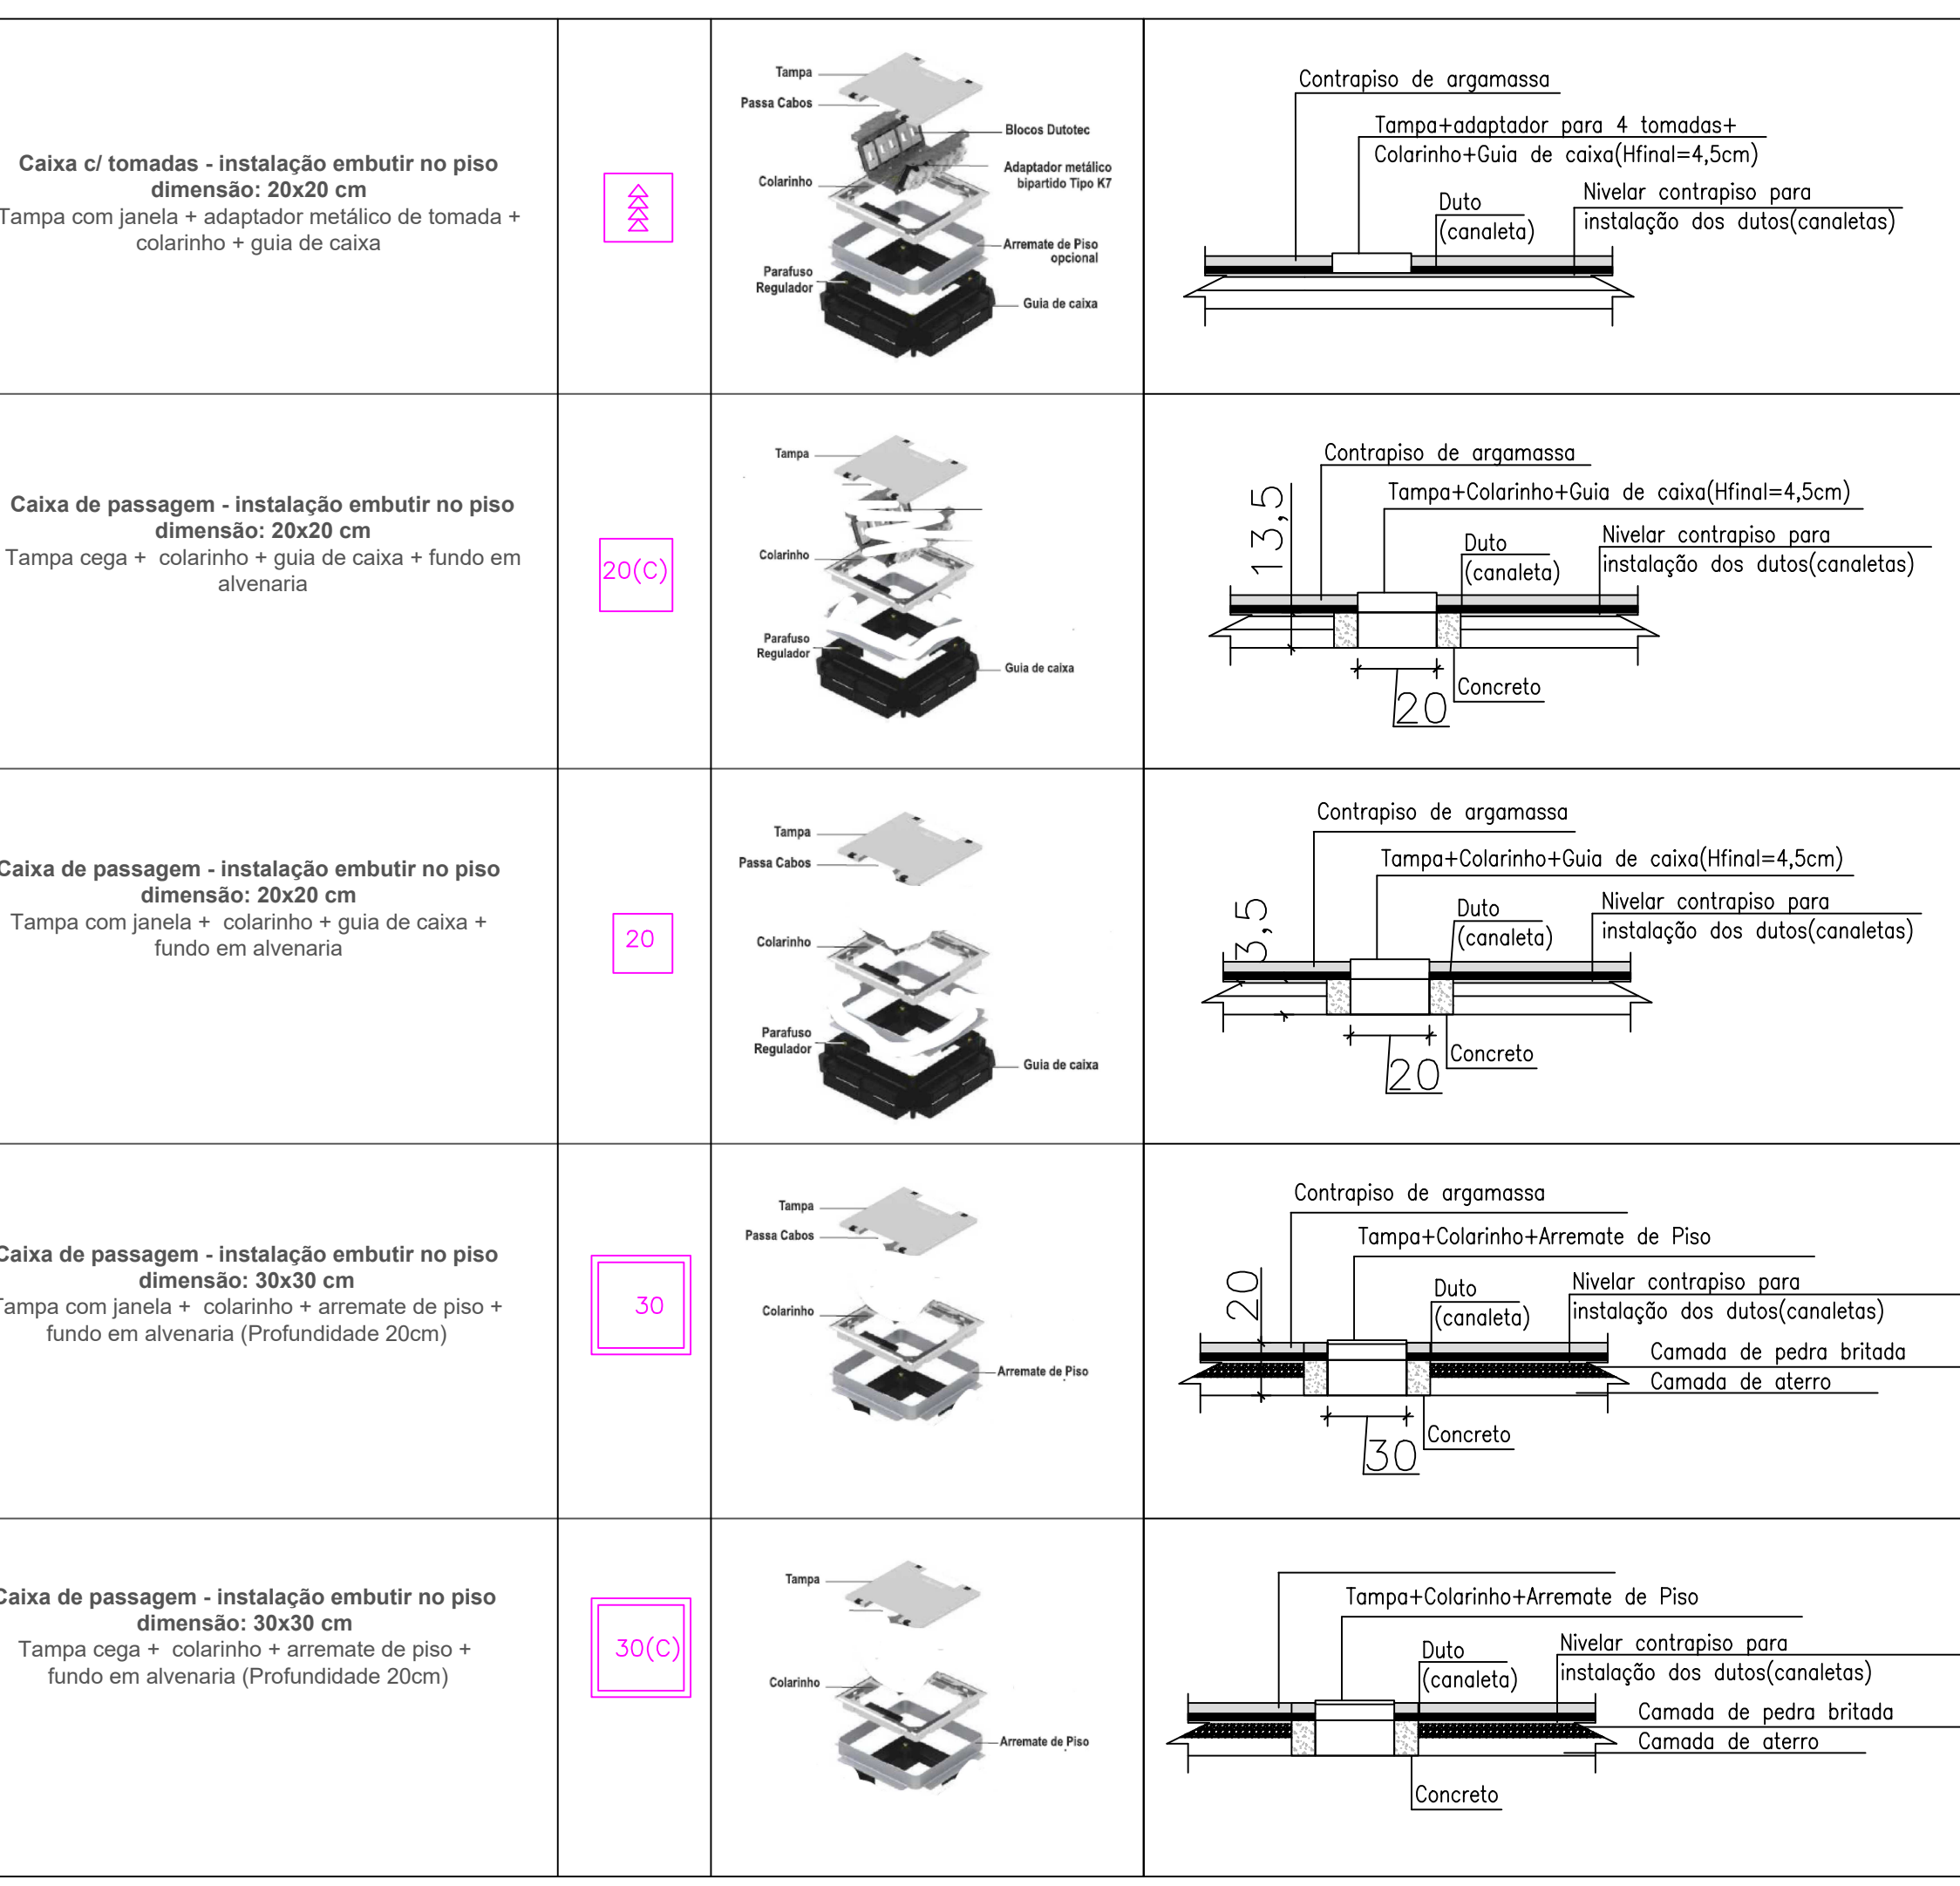 Caixa c/ tomadas - instalação embutir no piso
dimensão: 20x20 cm
Tampa com janela + adaptador metálico de tomada +
colarinho + guia de caixa
Tampa
Passa Cabos
Blocos Dutotec
Adaptador metálico
bipartido Tipo K7
Colarinho
Arremate de Piso
opcional
Parafuso
Regulador
Guia de caixa
Contrapiso de argamassa
Tampa+adaptador para 4 tomadas+
Colarinho+Guia de caixa(Hfinal=4,5cm)
Duto
(canaleta)
Nivelar contrapiso para
instalação dos dutos(canaletas)
Caixa de passagem - instalação embutir no piso
dimensão: 20x20 cm
Tampa cega + colarinho + guia de caixa + fundo em
alvenaria
20(C)
Tampa
Colarinho
Parafuso
Regulador
Guia de caixa
Contrapiso de argamassa
13,5
Tampa+Colarinho+Guia de caixa(Hfinal=4,5cm)
Duto
(canaleta)
Nivelar contrapiso para
instalação dos dutos(canaletas)
20
Concreto
Caixa de passagem - instalação embutir no piso
dimensão: 20x20 cm
Tampa com janela + colarinho + guia de caixa +
fundo em alvenaria
20
Tampa
Passa Cabos
Colarinho
Parafuso
Regulador
Guia de caixa
Contrapiso de argamassa
3,5
Tampa+Colarinho+Guia de caixa(Hfinal=4,5cm)
Duto
(canaleta)
Nivelar contrapiso para
instalação dos dutos(canaletas)
20
Concreto
Caixa de passagem - instalação embutir no piso
dimensão: 30x30 cm
Tampa com janela + colarinho + arremate de piso +
fundo em alvenaria (Profundidade 20cm)
30
Tampa
Passa Cabos
Colarinho
Arremate de Piso
Contrapiso de argamassa
20
Tampa+Colarinho+Arremate de Piso
Duto
(canaleta)
Nivelar contrapiso para
instalação dos dutos(canaletas)
Camada de pedra britada
Camada de aterro
30
Concreto
Caixa de passagem - instalação embutir no piso
dimensão: 30x30 cm
Tampa cega + colarinho + arremate de piso +
fundo em alvenaria (Profundidade 20cm)
30(C)
Tampa
Colarinho
Arremate de Piso
Tampa+Colarinho+Arremate de Piso
Duto
(canaleta)
Nivelar contrapiso para
instalação dos dutos(canaletas)
Camada de pedra britada
Camada de aterro
Concreto